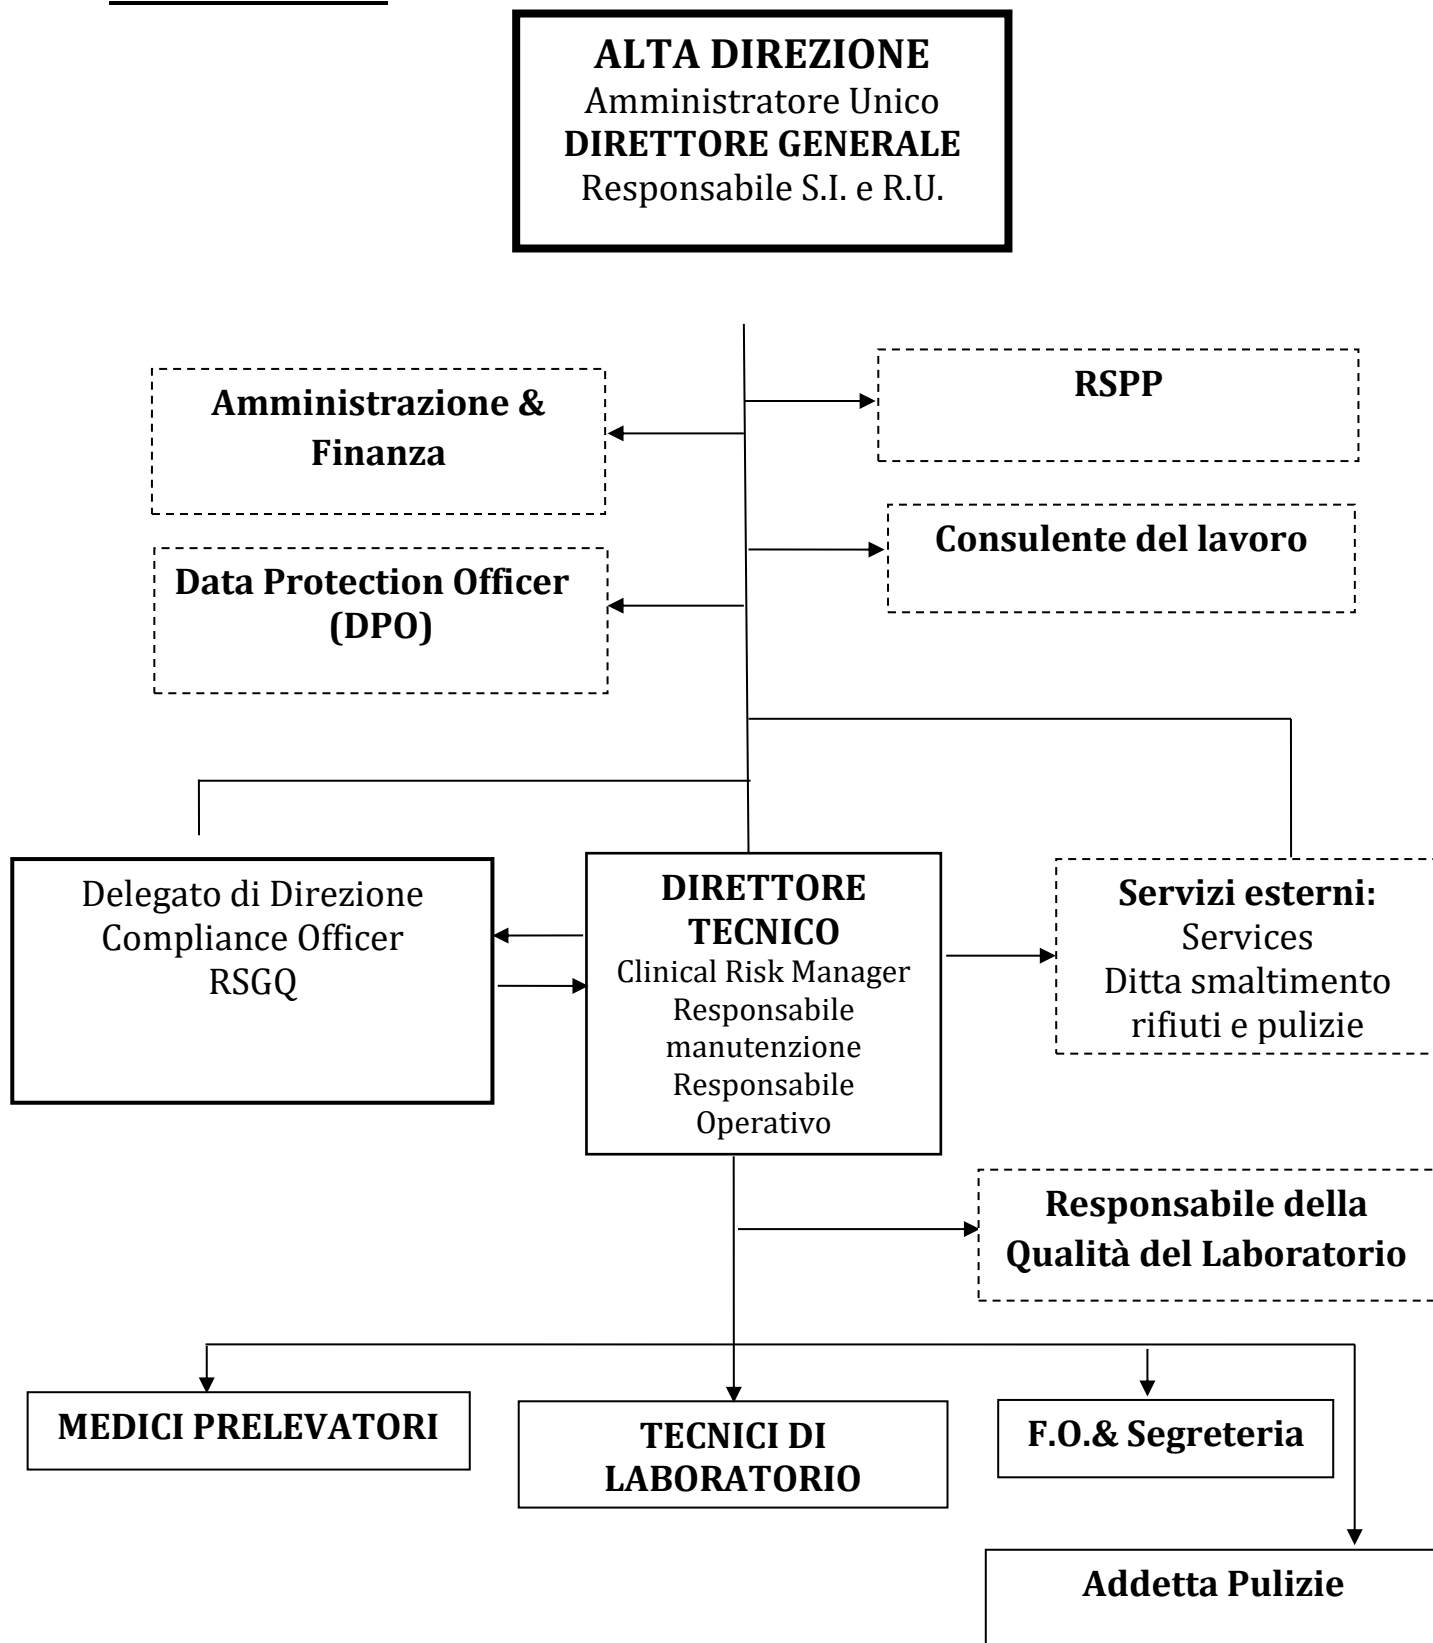 ALTA DIREZIONE
Amministratore Unico
DIRETTORE GENERALE
Responsabile S.I. e R.U.
RSPP
Amministrazione &
Finanza
Consulente del lavoro
Data Protection Officer
(DPO)
Delegato di Direzione
Compliance Officer
RSGQ
DIRETTORE
TECNICO
Clinical Risk Manager
Responsabile
manutenzione
Responsabile
Operativo
Servizi esterni:
Services
Ditta smaltimento
rifiuti e pulizie
Responsabile della
Qualità del Laboratorio
MEDICI PRELEVATORI
TECNICI DI
LABORATORIO
F.O.& Segreteria
Addetta Pulizie